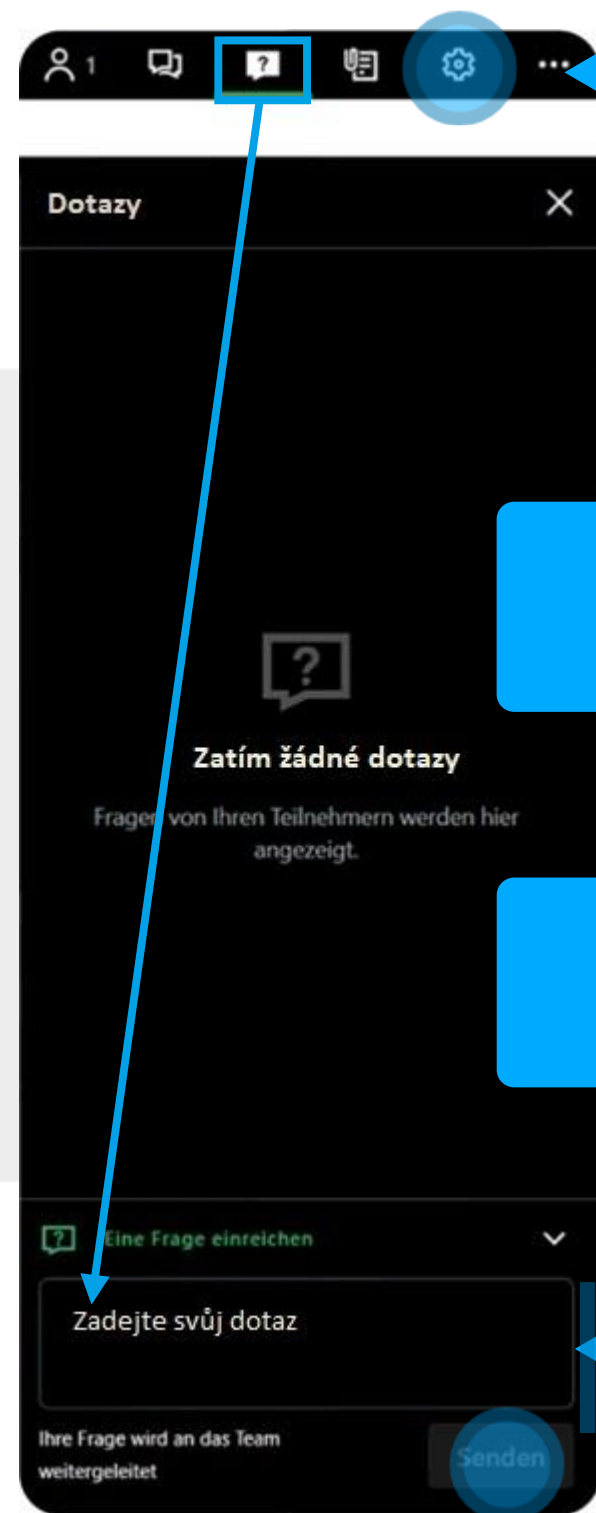 1
Dotazy
Zatím žádné dotazy
Fragen von Ihren Teilnehmern werden hier
angezeigt.
Eine Frage einreichen
Zadejte svůj dotaz
Ihre Frage wird an das Team
weitergeleitet
Senden